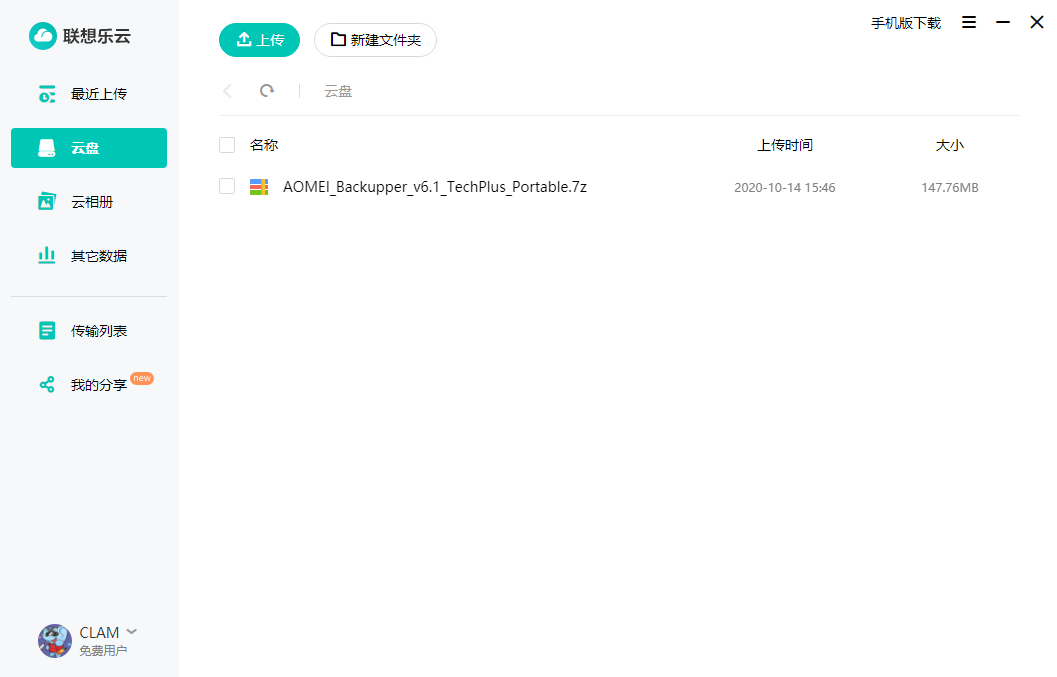 联想乐云
手机版下载
上传
新建文件夹
最近上传
云盘
云盘
名称
上传时间
大小
AOMEI_Backupper_v6.1_TechPlus_Portable.7z
2020-10-14 15:46
147.76MB
云相册
其它数据
传输列表
我的分享
new
CLAM
免费用户